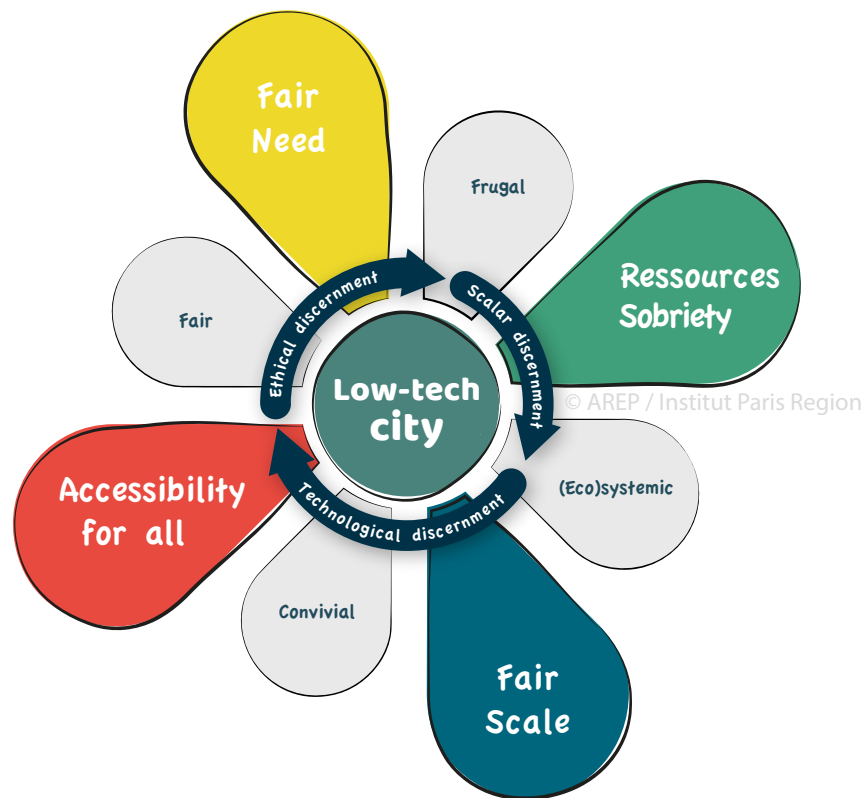 Fair
Need
Frugal
Ressources
Sobriety
Fair
Ethical discernment
Scalar discernment
Low-tech
city
© AREP / Institut Paris Region
Accessibility
for all
(Eco)systemic
Technological discernment
Convivial
Fair
Scale